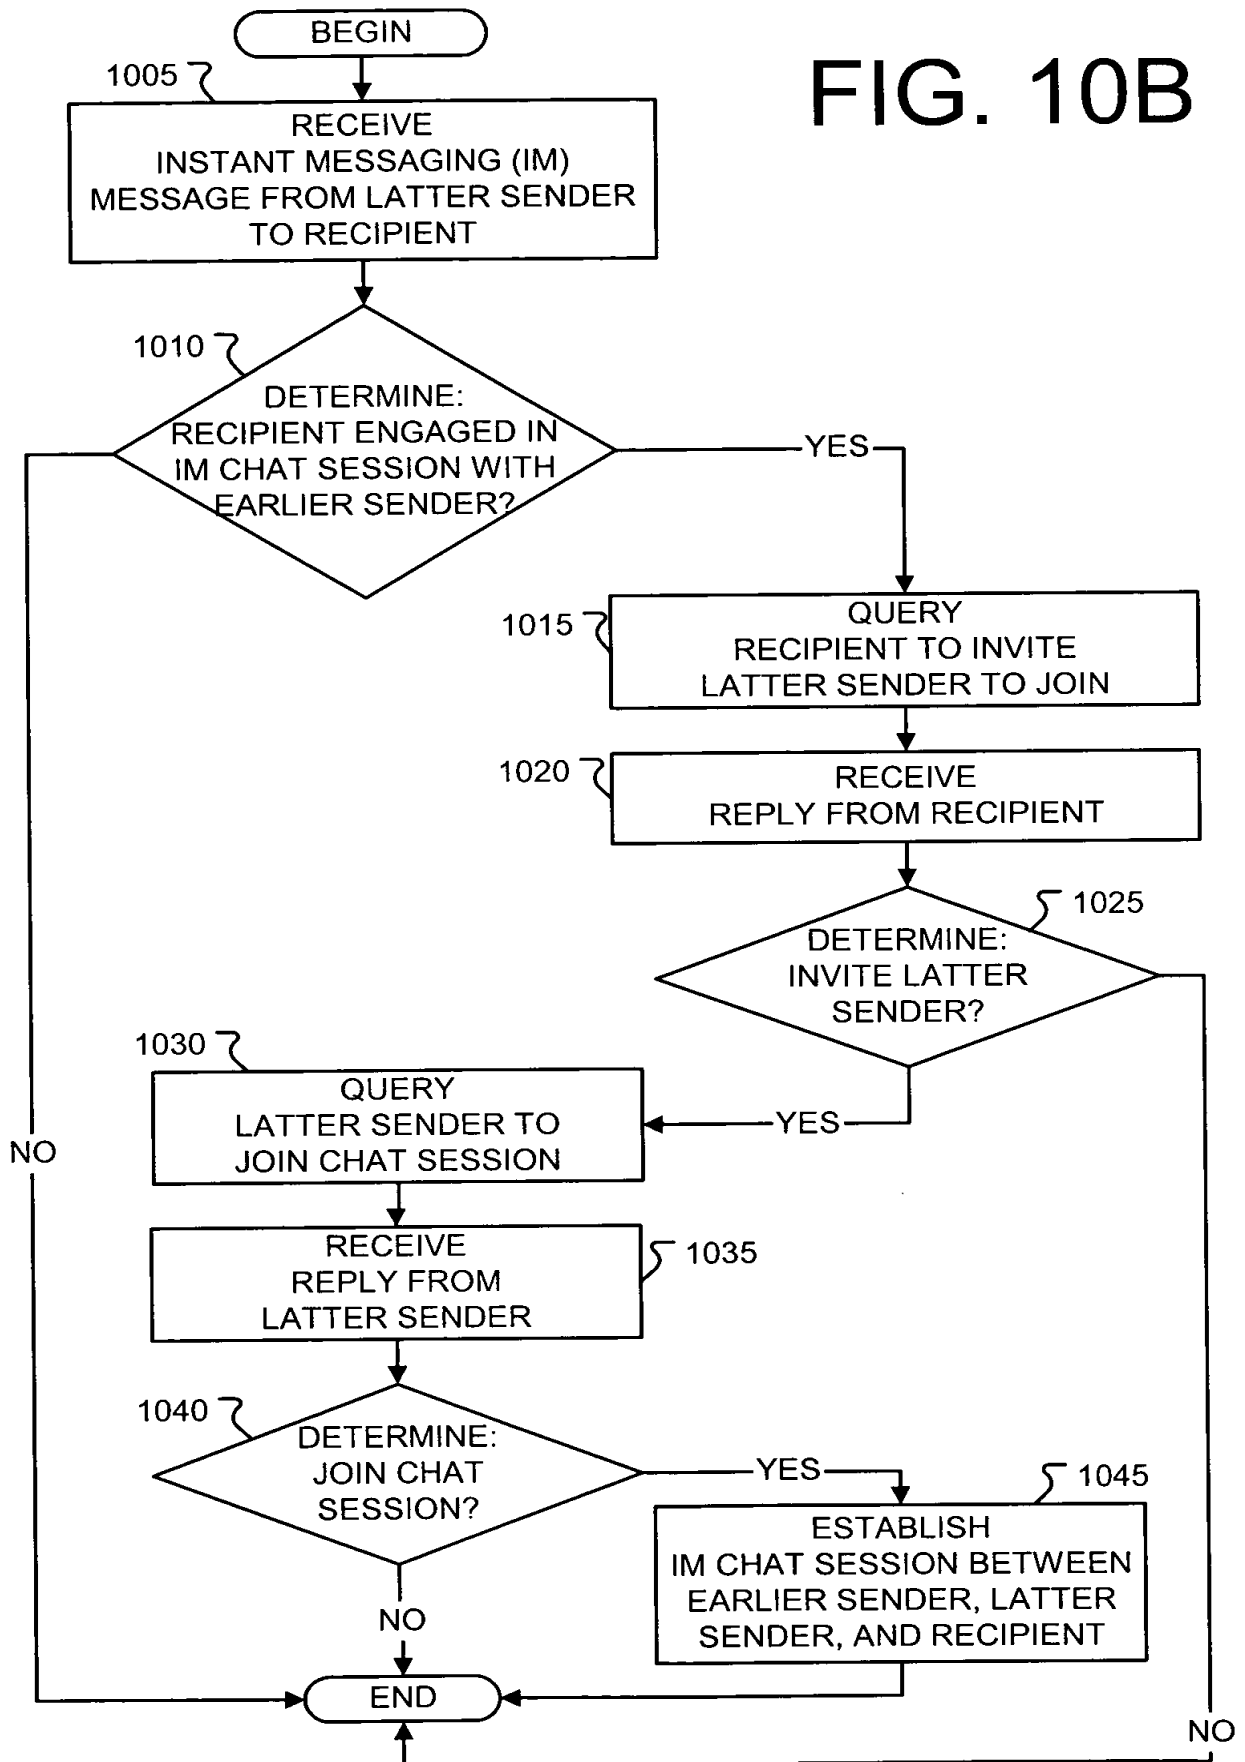 BEGIN
FIG. 10B
1005
RECEIVE
INSTANT MESSAGING (IM)
MESSAGE FROM LATTER SENDER
TO RECIPIENT
1010
DETERMINE:
RECIPIENT ENGAGED IN
IM CHAT SESSION WITH
EARLIER SENDER?
YES
1015
QUERY
RECIPIENT TO INVITE
LATTER SENDER TO JOIN
1020
RECEIVE
REPLY FROM RECIPIENT
1025
DETERMINE:
INVITE LATTER
SENDER?
1030
QUERY
LATTER SENDER TO
JOIN CHAT SESSION
YES
NO
1035
RECEIVE
REPLY FROM
LATTER SENDER
1040
DETERMINE:
JOIN CHAT
SESSION?
YES
1045
ESTABLISH
IM CHAT SESSION BETWEEN
EARLIER SENDER, LATTER
SENDER, AND RECIPIENT
NO
END
NO